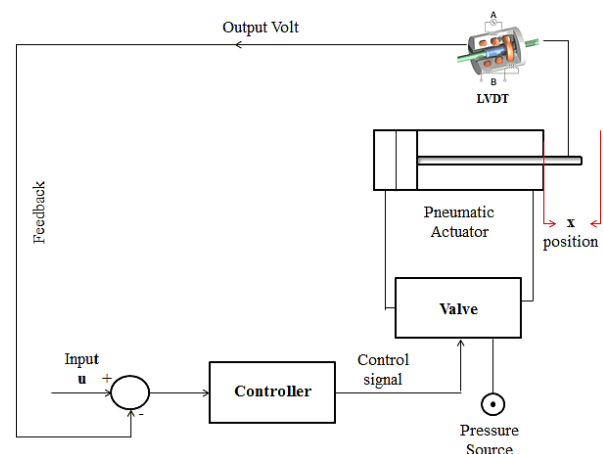 Output Volt
A
B
LVDT
Feedback
Pneumatic
Actuator
x
position
Valve
Input
u
+
-
Controller
Control
signal
Pressure
Source